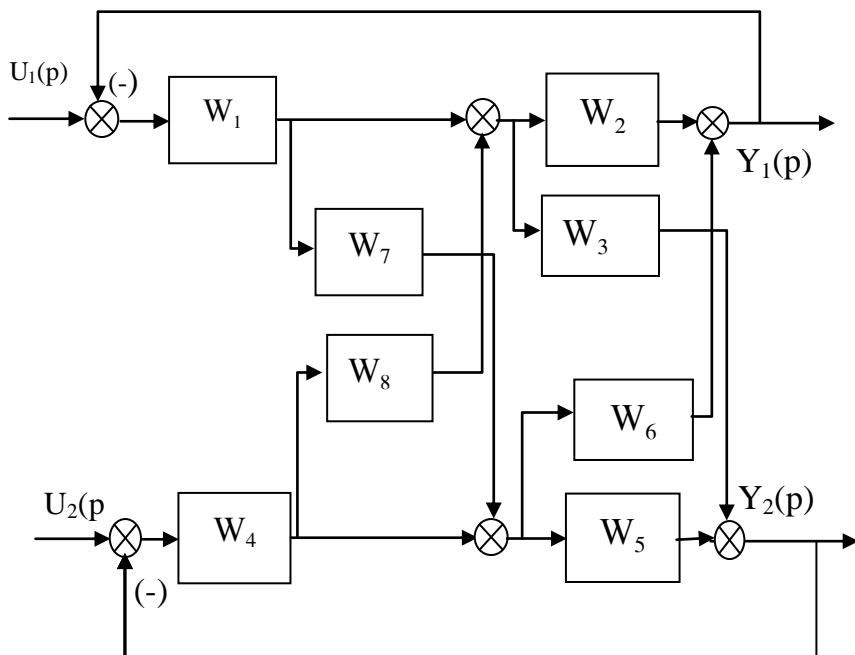 U₁(p)
(-)
W₁
W₂
Y₁(p)
W₃
W₇
W₈
W₆
U₂(p
W₄
W₅
Y₂(p)
(-)